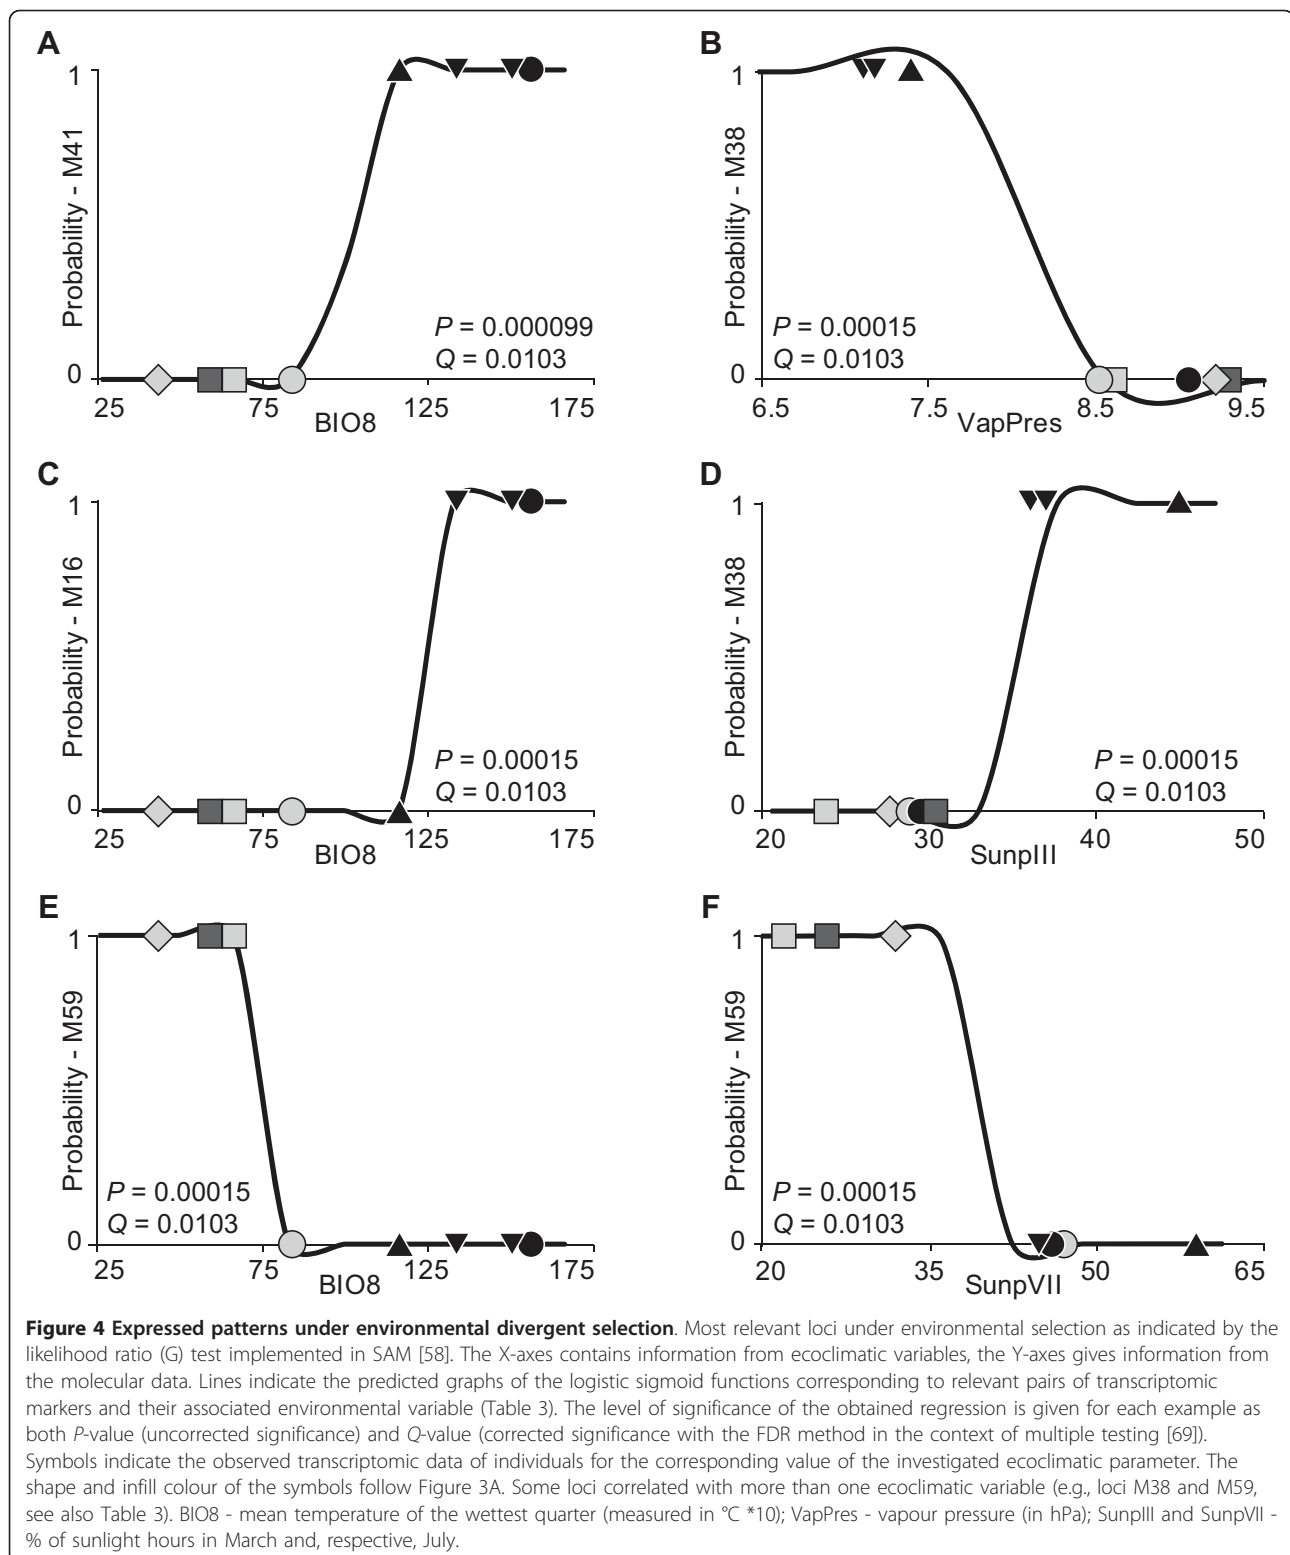 A
B
1
Probability - M41
P = 0.000099
Q = 0.0103
0
25 75 125 175
BIO8
1
Probability - M38
P = 0.00015
Q = 0.0103
0
6.5 7.5 8.5 9.5
VapPres
C
D
1
Probability - M16
P = 0.00015
Q = 0.0103
0
25 75 125 175
BIO8
1
Probability - M38
P = 0.00015
Q = 0.0103
0
20 30 40 50
SunpIII
E
F
1
Probability - M59
P = 0.00015
Q = 0.0103
0
25 75 125 175
BIO8
1
Probability - M59
P = 0.00015
Q = 0.0103
0
20 35 50 65
SunpVII
Figure 4 Expressed patterns under environmental divergent selection. Most relevant loci under environmental selection as indicated by the
likelihood ratio (G) test implemented in SAM [58]. The X-axes contains information from ecoclimatic variables, the Y-axes gives information from
the molecular data. Lines indicate the predicted graphs of the logistic sigmoid functions corresponding to relevant pairs of transcriptomic
markers and their associated environmental variable (Table 3). The level of significance of the obtained regression is given for each example as
both P-value (uncorrected significance) and Q-value (corrected significance with the FDR method in the context of multiple testing [69]).
Symbols indicate the observed transcriptomic data of individuals for the corresponding value of the investigated ecoclimatic parameter. The
shape and infill colour of the symbols follow Figure 3A. Some loci correlated with more than one ecoclimatic variable (e.g., loci M38 and M59,
see also Table 3). BIO8 - mean temperature of the wettest quarter (measured in °C *10); VapPres - vapour pressure (in hPa); SunpIII and SunpVII -
% of sunlight hours in March and, respective, July.